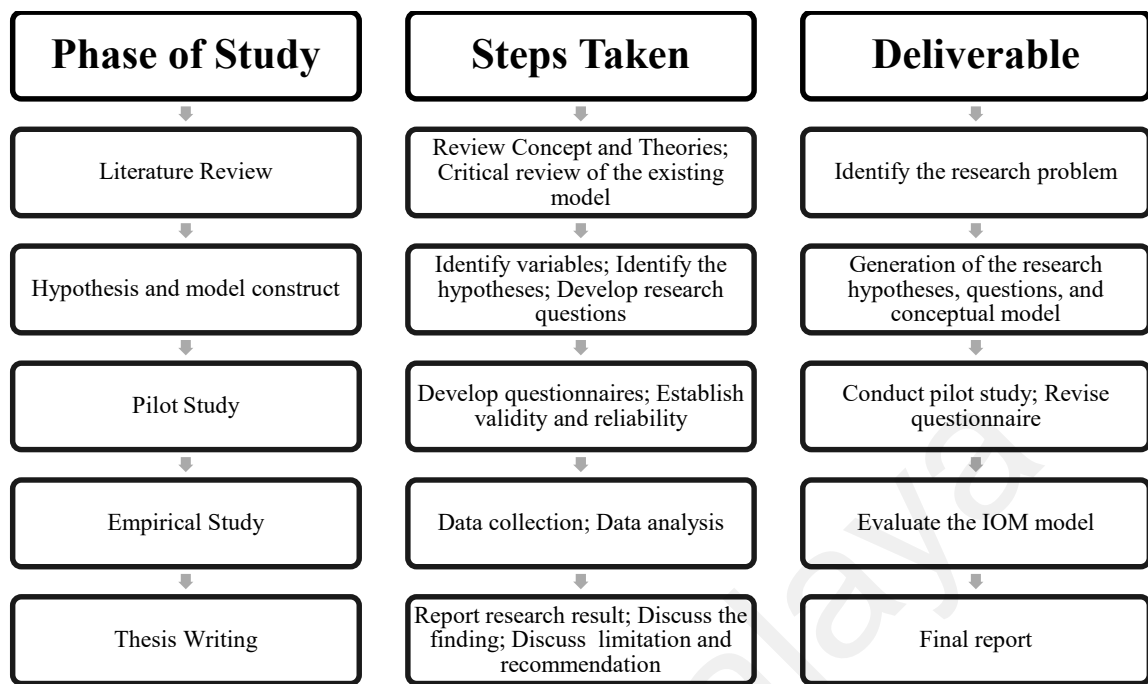 Phase of Study
Steps Taken
Deliverable
Literature Review
Review Concept and Theories;
Critical review of the existing
model
Identify the research problem
Hypothesis and model construct
Identify variables; Identify the
hypotheses; Develop research
questions
Generation of the research
hypotheses, questions, and
conceptual model
Pilot Study
Develop questionnaires; Establish
validity and reliability
Conduct pilot study; Revise
questionnaire
Empirical Study
Data collection; Data analysis
Evaluate the IOM model
Thesis Writing
Report research result; Discuss the
finding; Discuss limitation and
recommendation
Final report